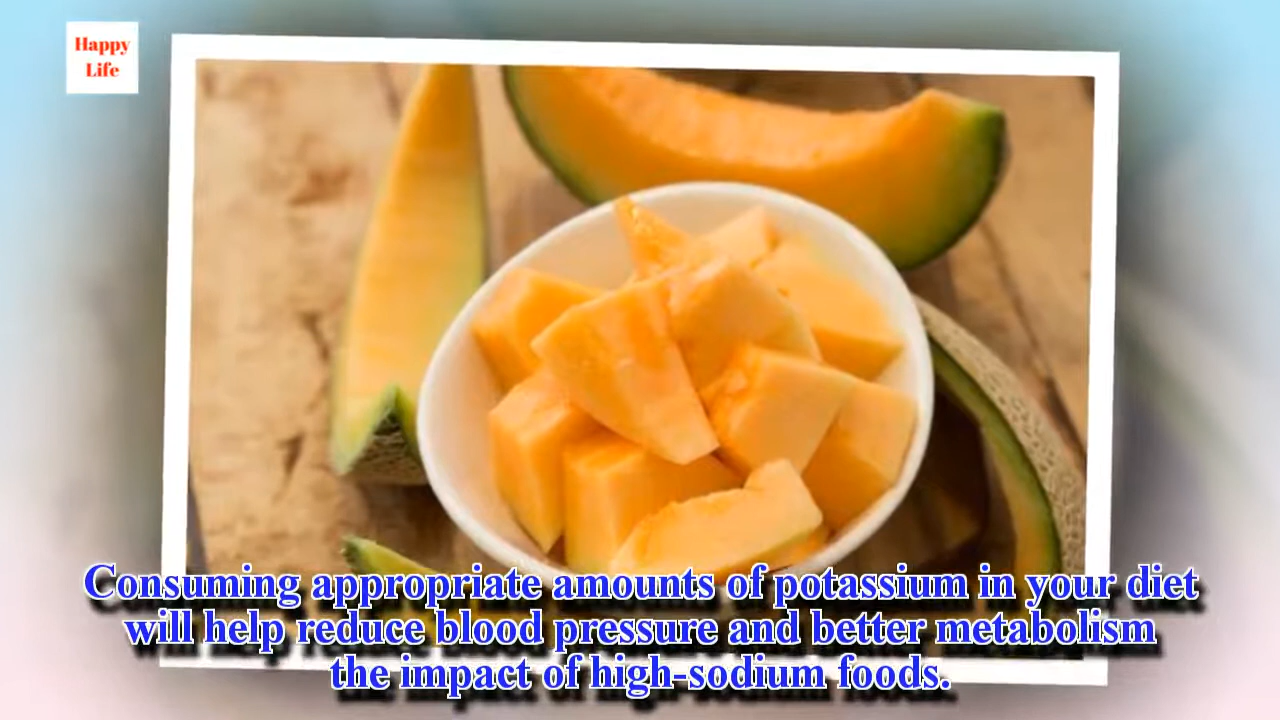 Happy
Life
Consuming appropriate amounts of potassium in your diet
will help reduce blood pressure and better metabolism
the impact of high-sodium foods.